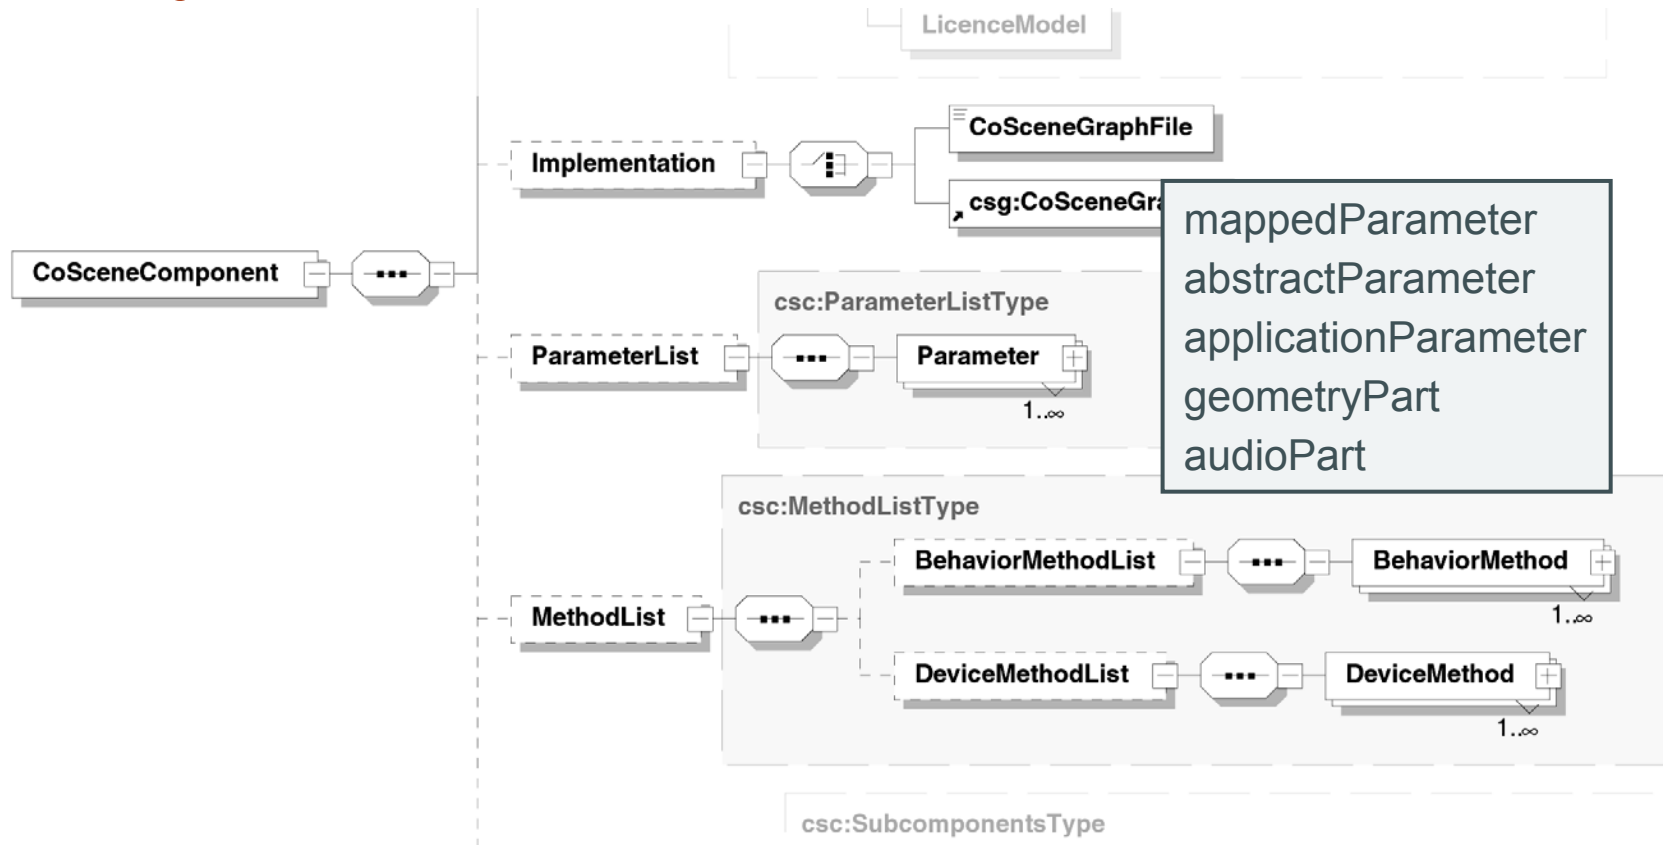 LicenceModel
CoSceneGraphFile
Implementation
csg:CoSceneGr
CoSceneComponent
csc:ParameterListType
ParameterList
Parameter
1..∞
mappedParameter
abstractParameter
applicationParameter
geometryPart
audioPart
csc:MethodListType
BehaviorMethodList
BehaviorMethod
1..∞
MethodList
DeviceMethodList
DeviceMethod
1..∞
csc:SubcomponentsType